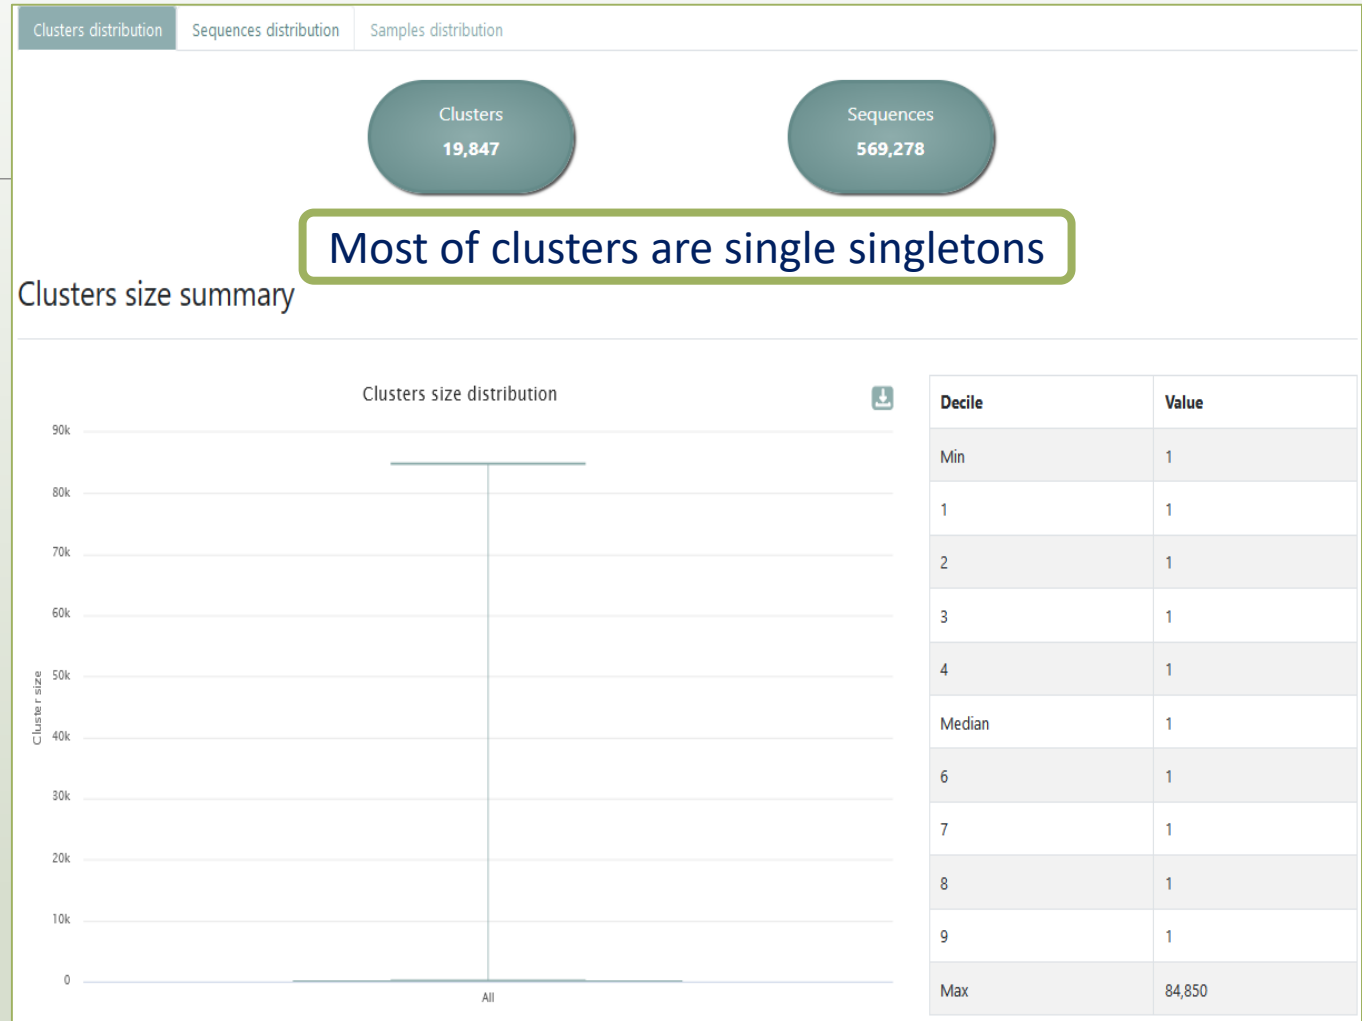 Clusters distribution Sequences distribution Samples distribution
Clusters Sequences
19,847 569,278
Most of clusters are single singletons
Clusters size summary
Clusters size distribution
90k
80k
70k
60k
50k
40k
30k
20k
10k
0
Cluster size
All
Decile Value
Min 1
1 1
2 1
3 1
4 1
Median 1
6 1
7 1
8 1
9 1
Max 84,850